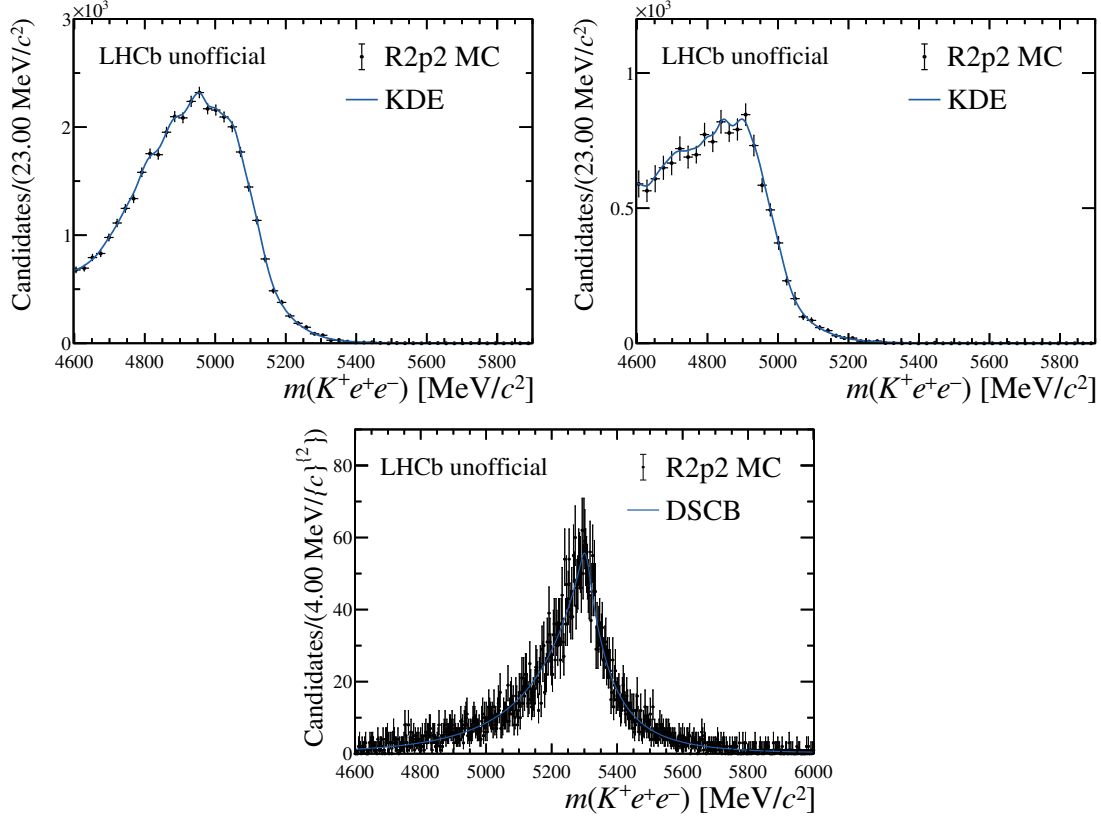 ×10³
3
LHCb unofficial
R2p2 MC
KDE
2
1
0
Candidates/(23.00 MeV/c²)
4600 4800 5000 5200 5400 5600 5800
m(K⁺e⁺e⁻) [MeV/c²]
×10³
LHCb unofficial
R2p2 MC
KDE
1
0.5
0
Candidates/(23.00 MeV/c²)
4600 4800 5000 5200 5400 5600 5800
m(K⁺e⁺e⁻) [MeV/c²]
LHCb unofficial
R2p2 MC
DSCB
80
60
40
20
0
Candidates/(4.00 MeV/{c}^{2})
4600 4800 5000 5200 5400 5600 5800 6000
m(K⁺e⁺e⁻) [MeV/c²]